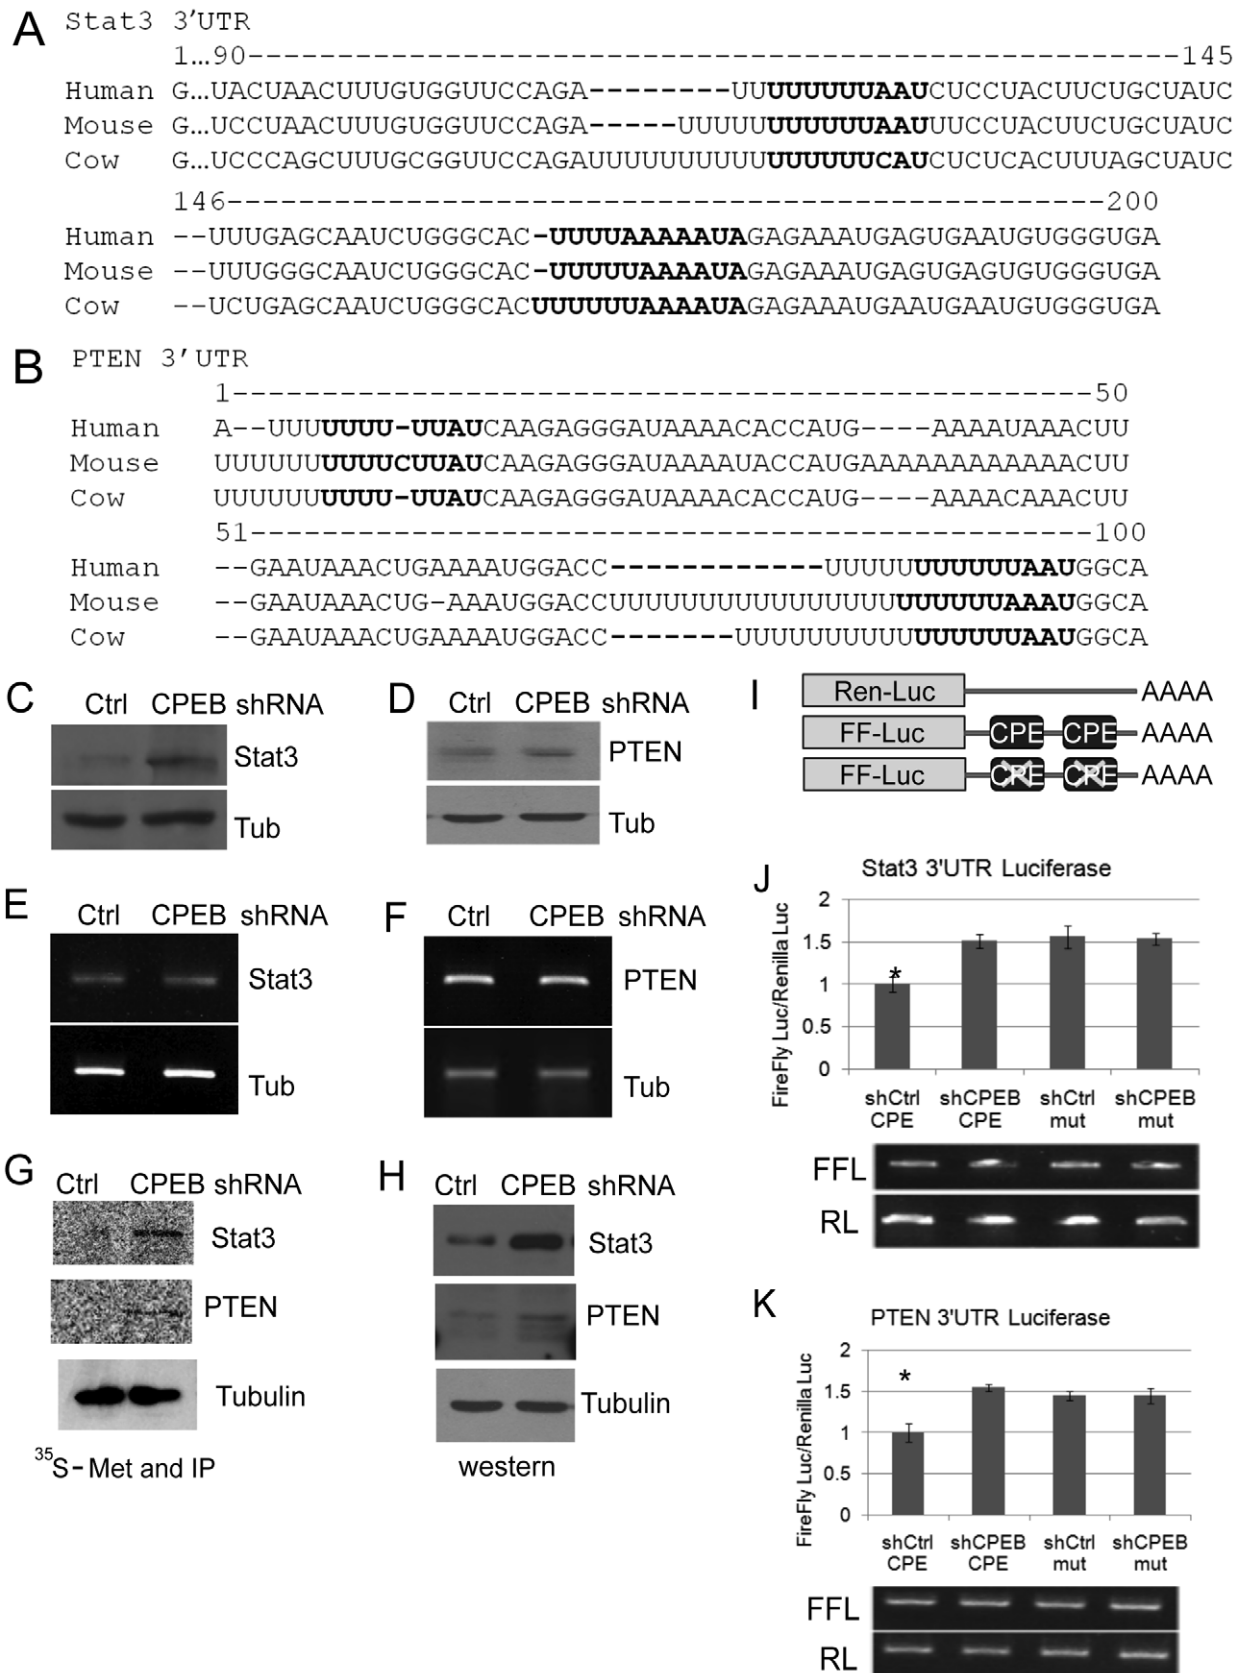 A Stat3 3’UTR
1…90----------------------------------------------------145
Human G…UACUAACUUUGUGGUUCCAGA--------UUUUUUUUAAUCUCCUACUUCUGCUAUC
Mouse G…UCCUAACUUUGUGGUUCCAGA-----UUUUUUUUUUUAAUUUCCUACUUCUGCUAUC
Cow G…UCCCAGCUUUGCGGUUCCAGAUUUUUUUUUUUUUUUUCAUCUCUCACUUUAGCUAUC
146-------------------------------------------------200
Human --UUUGAGCAAUCUGGGCAC-UUUUAAAAAUAGAGAAAUGAGUGAAUGUGGGUGA
Mouse --UUUGGGCAAUCUGGGCAC-UUUUUAAAAUAGAGAAAUGAGUGAGUGUGGGUGA
Cow --UCUGAGCAAUCUGGGCACUUUUUUAAAAUAGAGAAAUGAAUGAAUGUGGGUGA
B PTEN 3’UTR
1------------------------------------------------50
Human A--UUUUUUU-UUAUCAAGAGGGAUAAAACACCAUG----AAAAUAAACUU
Mouse UUUUUUUUUUCUUAUCAAGAGGGAUAAAAUACCAUGAAAAAAAAAAAACUU
Cow UUUUUUUUUU-UUAUCAAGAGGGAUAAAACACCAUG----AAAACAAACUU
51-----------------------------------------------100
Human --GAAUAAACUGAAAAUGGACC------------UUUUUUUUUUUAAUGGCA
Mouse --GAAUAAACUG-AAAUGGACCUUUUUUUUUUUUUUUUUUUUUUAAAUGGCA
Cow --GAAUAAACUGAAAAUGGACC-------UUUUUUUUUUUUUUUUAAUGGCA
C Ctrl CPEB shRNA
Stat3
Tub
D Ctrl CPEB shRNA
PTEN
Tub
E Ctrl CPEB shRNA
Stat3
Tub
F Ctrl CPEB shRNA
PTEN
Tub
G Ctrl CPEB shRNA
Stat3
PTEN
Tubulin
35S-Met and IP
H Ctrl CPEB shRNA
Stat3
PTEN
Tubulin
western
I Ren-Luc AAAA
FF-Luc CPE CPE AAAA
FF-Luc CPE CPE AAAA
J Stat3 3'UTR Luciferase
FireFly Luc/Renilla Luc
2
1.5
1
0.5
0
*
shCtrl shCPEB shCtrl shCPEB
CPE CPE mut mut
FFL
RL
K PTEN 3'UTR Luciferase
FireFly Luc/Renilla Luc
2
1.5
1
0.5
0
*
shCtrl shCPEB shCtrl shCPEB
CPE CPE mut mut
FFL
RL